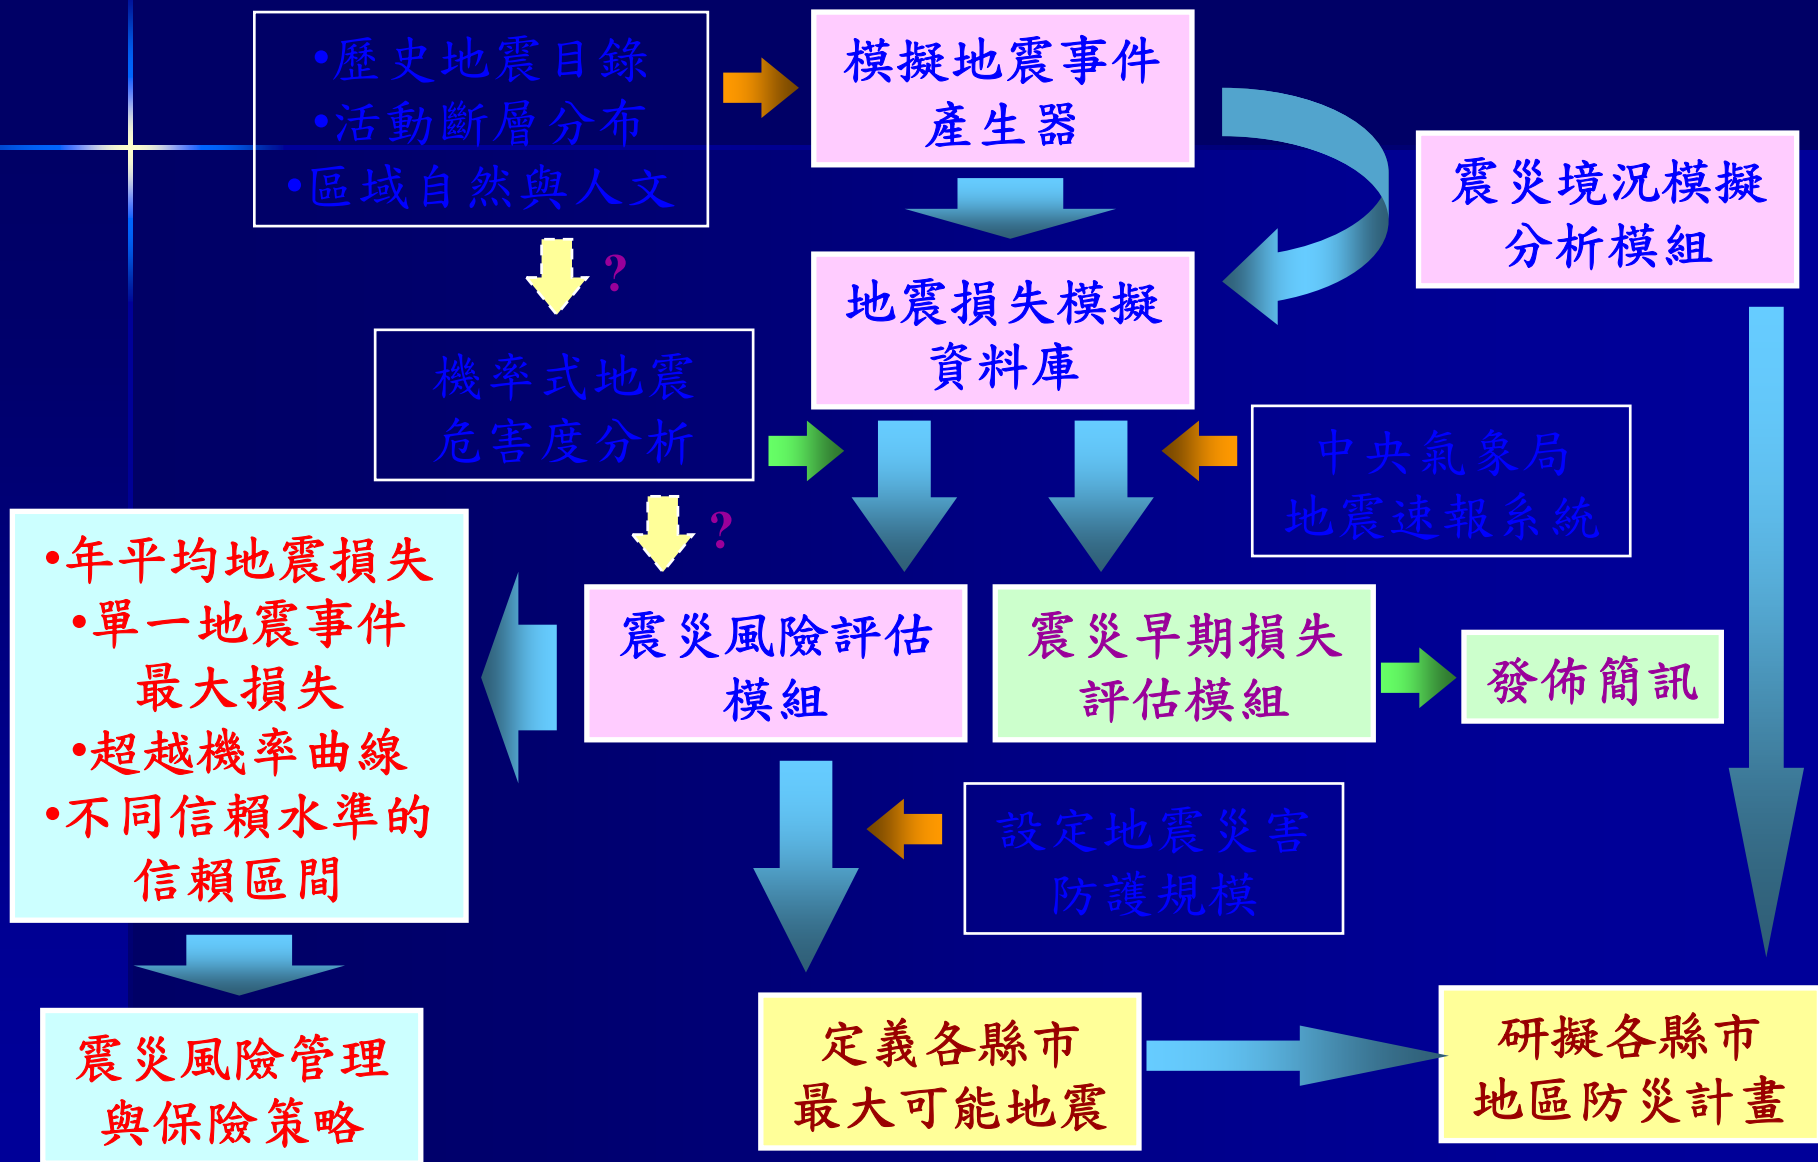 •歷史地震目錄
•活動斷層分布
•區域自然與人文
模擬地震事件
產生器
震災境況模擬
分析模組
?
地震損失模擬
資料庫
機率式地震
危害度分析
中央氣象局
地震速報系統
?
•年平均地震損失
•單一地震事件
最大損失
•超越機率曲線
•不同信賴水準的
信賴區間
震災風險評估
模組
震災早期損失
評估模組
發佈簡訊
設定地震災害
防護規模
震災風險管理
與保險策略
定義各縣市
最大可能地震
研擬各縣市
地區防災計畫